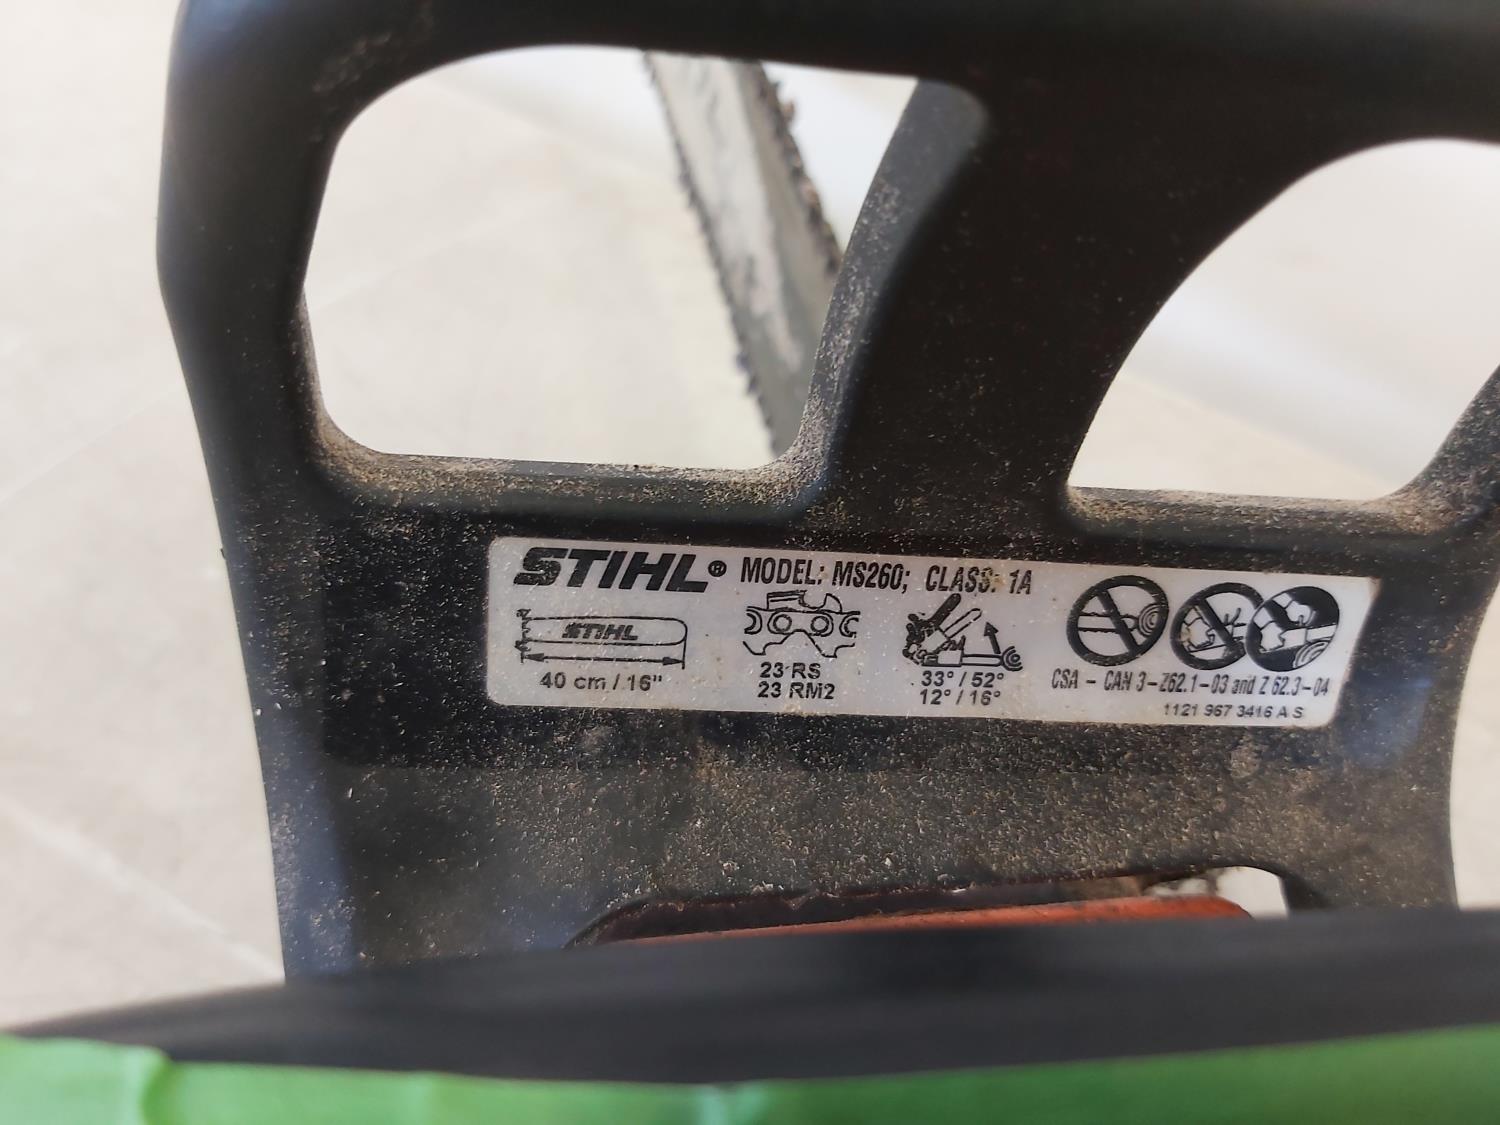 STIHL® MODEL: MS260; CLASS: 1A
STIHL
40 cm / 16"
23 RS
23 RM2
33° / 52°
12° / 16°
CSA - CAN 3-Z62.1-03 and Z 62.3-04
1121 967 3416 A S